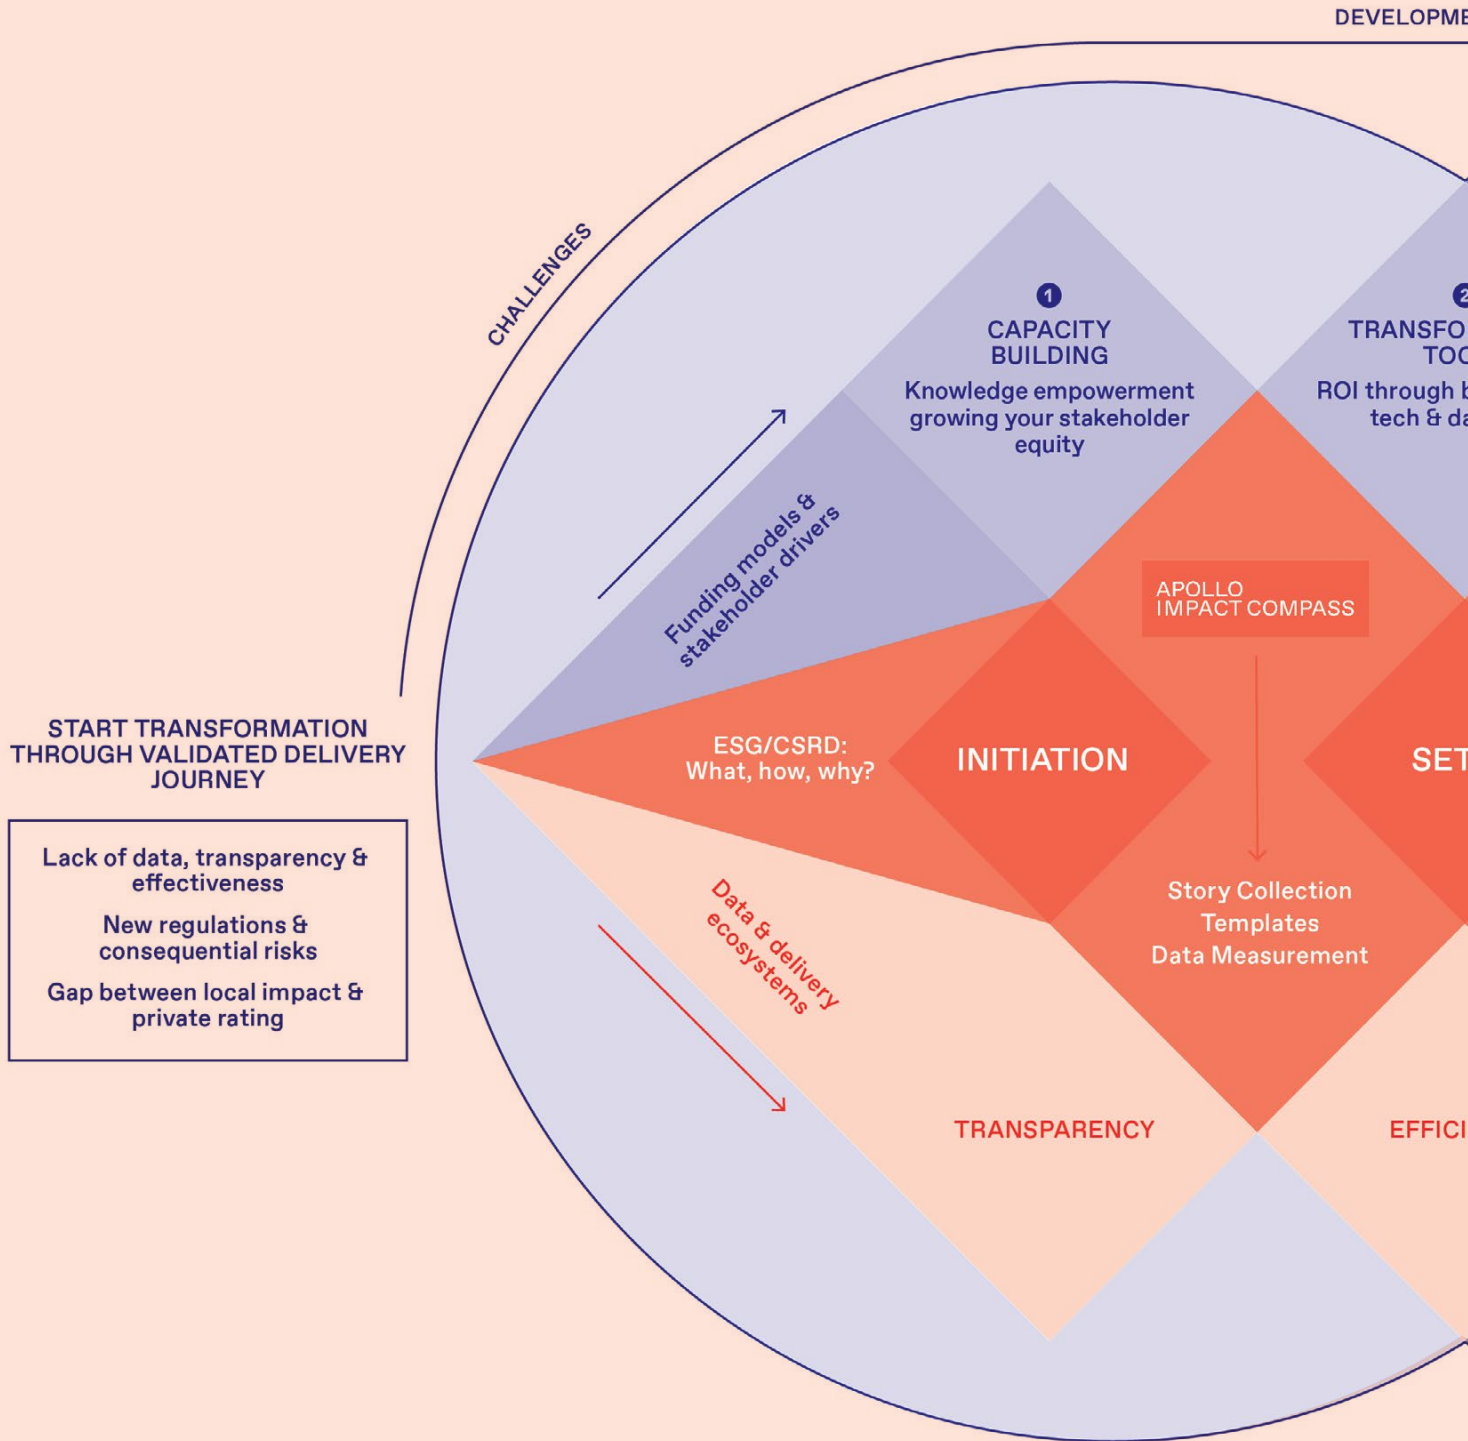 DEVELOPME
CHALLENGES
1
CAPACITY
BUILDING
Knowledge empowerment
growing your stakeholder
equity
2
TRANSFO
TOO
ROI through b
tech & da
Funding models &
stakeholder drivers
APOLLO
IMPACT COMPASS
START TRANSFORMATION
THROUGH VALIDATED DELIVERY
JOURNEY
ESG/CSRD:
What, how, why?
INITIATION
SET
Lack of data, transparency &
effectiveness
New regulations &
consequential risks
Gap between local impact &
private rating
Data & delivery
ecosystems
Story Collection
Templates
Data Measurement
TRANSPARENCY
EFFICI